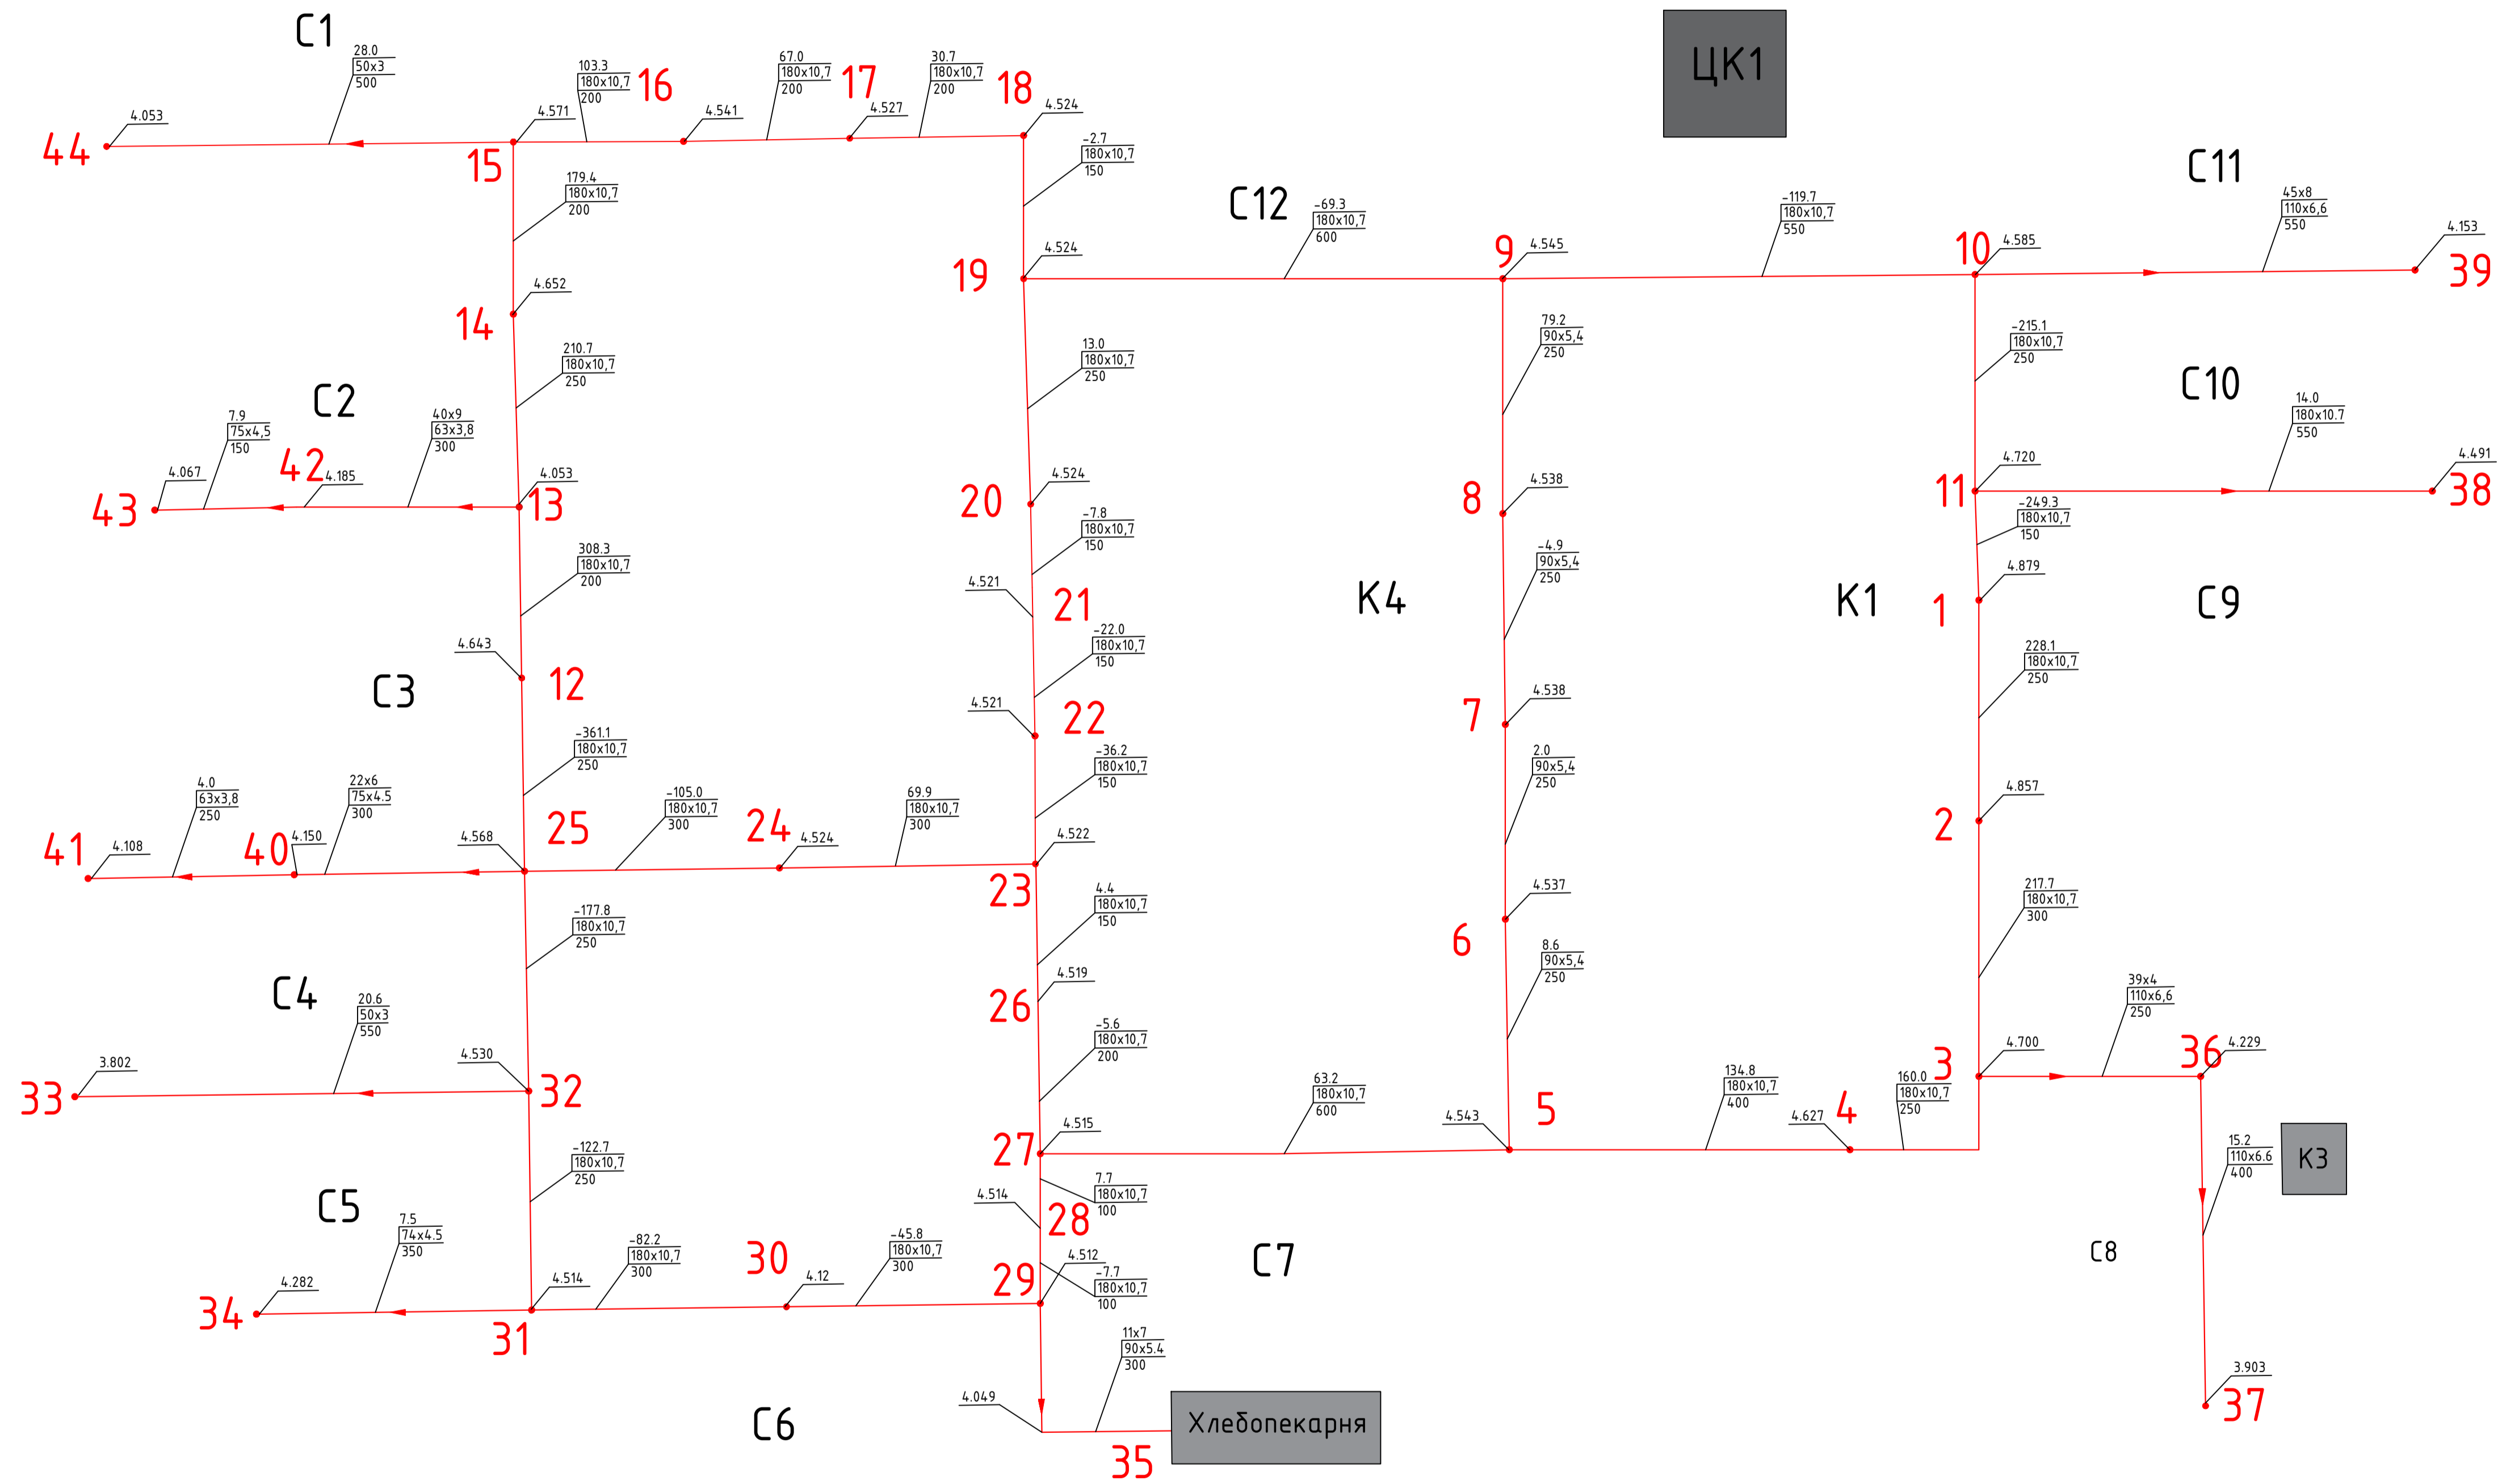 С1
28.0
50x3
500
4.053
44
103.3
180x10,7
200
16
4.571
15
4.541
67.0
180x10,7
200
17
4.527
30.7
180x10,7
200
18
4.524
ЦК1
-2.7
180x10,7
150
179.4
180x10,7
200
С12
-69.3
180x10,7
600
-119.7
180x10,7
550
С11
45x8
110x6,6
550
4.153
39
19
4.524
9
4.545
10
4.585
14
4.652
210.7
180x10,7
250
13.0
180x10,7
250
79.2
90x5,4
250
-215.1
180x10,7
250
С10
14.0
180x10.7
550
4.491
38
С2
7.9
75x4,5
150
40x9
63x3,8
300
4.067
43
42
4.185
4.053
13
20
4.524
8
4.538
11
4.720
-249.3
180x10,7
150
-7.8
180x10,7
150
308.3
180x10,7
200
4.521
21
-4.9
90x5,4
250
К4
К1
4.879
1
С9
4.643
12
С3
-22.0
180x10,7
150
228.1
180x10,7
250
4.521
22
7
4.538
-361.1
180x10,7
250
-36.2
180x10,7
150
2.0
90x5,4
250
4.0
63x3,8
250
22x6
75x4.5
300
-105.0
180x10,7
300
69.9
180x10,7
300
4.857
2
41
4.108
40
4.150
4.568
25
24
4.524
4.522
23
-177.8
180x10,7
250
4.4
180x10,7
150
4.537
6
217.7
180x10,7
300
С4
20.6
50x3
550
26
4.519
8.6
90x5,4
250
39x4
110x6,6
250
3.802
33
4.530
32
-5.6
180x10,7
200
63.2
180x10,7
600
134.8
180x10,7
400
160.0
180x10,7
250
3
4.700
36
4.229
4.543
5
4.627
4
27
4.515
-122.7
180x10,7
250
15.2
110x6.6
400
К3
С5
7.5
74x4.5
350
7.7
180x10,7
100
4.514
28
-82.2
180x10,7
300
30
-45.8
180x10,7
300
С7
С8
4.282
34
4.514
31
4.12
29
4.512
-7.7
180x10,7
100
11x7
90x5.4
300
3.903
37
С6
4.049
35
Хлебопекарня